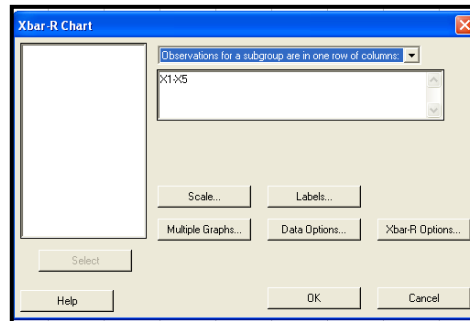 Xbar-R Chart
Observations for a subgroup are in one row of columns:
X1-X5
Scale...
Labels...
Multiple Graphs...
Data Options...
Xbar-R Options...
Select
Help
OK
Cancel